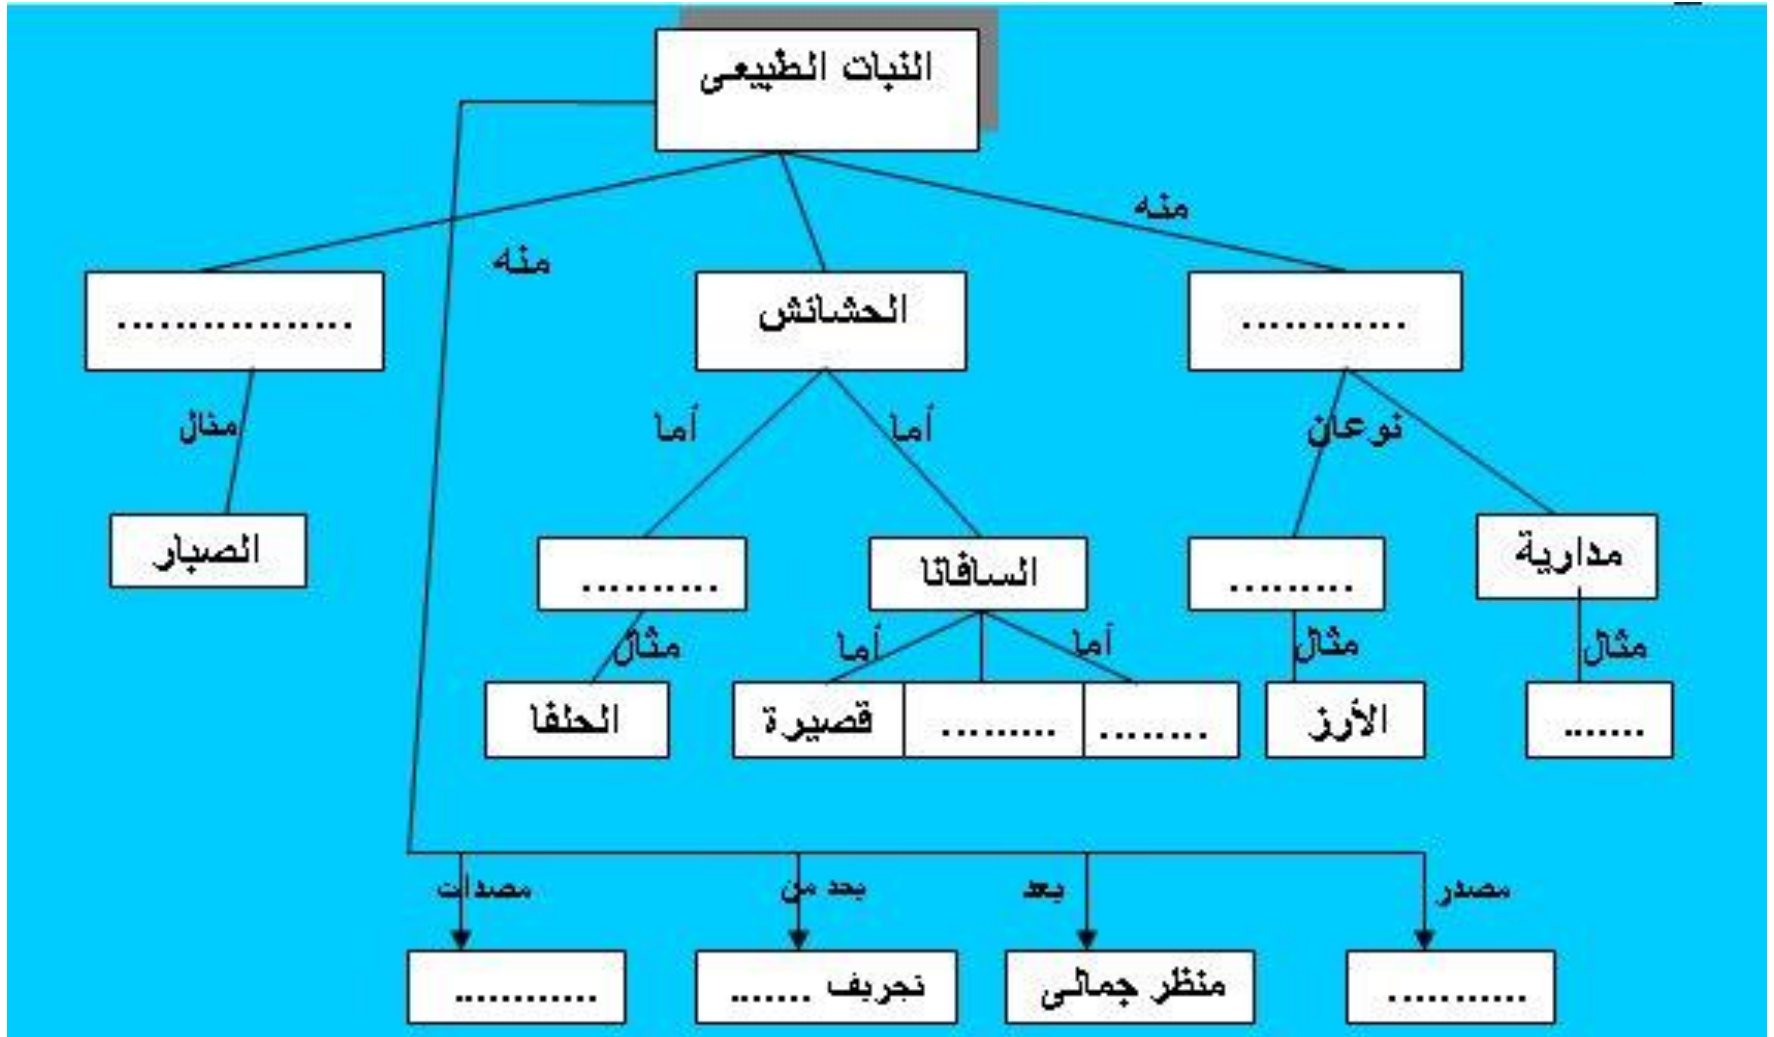 النبات الطبيعى
منه
منه
............
الحشائش
.................
نوعان
أما
أما
مثال
مدارية
.........
السافانا
..........
الصبار
مثال
مثال
أما
أما
مثال
.......
الأرز
........
.........
قصيرة
الحلفا
مصدر
يعد
يحد من
مصدات
...........
منظر جمالى
تجريف .......
............